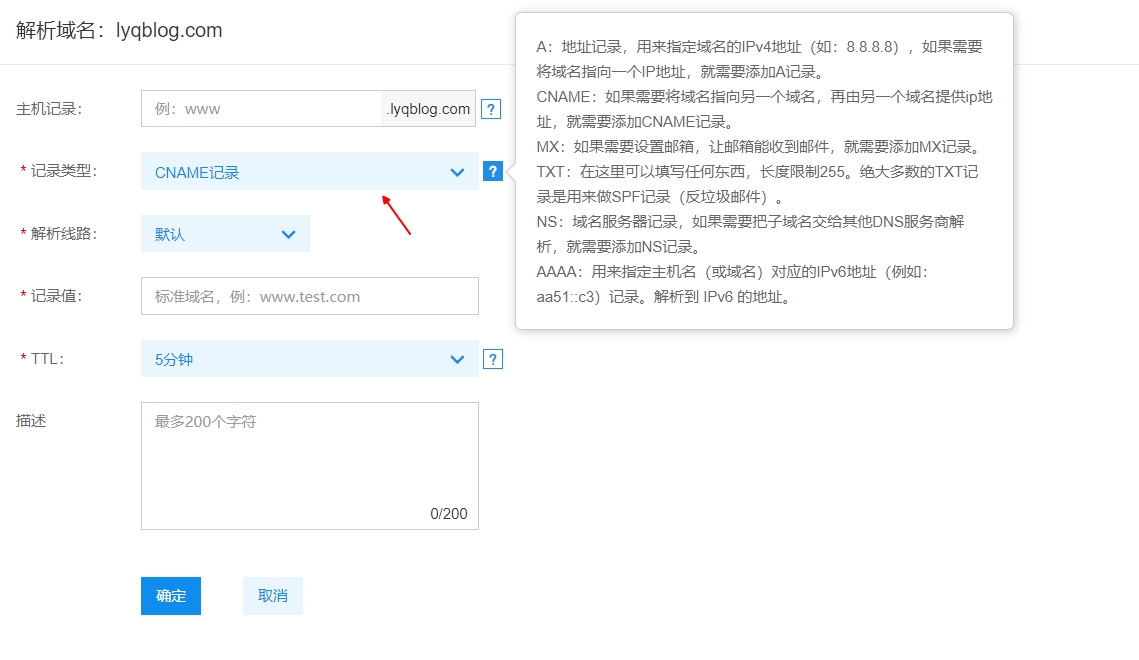 解析域名：lyqblog.com
主机记录：
例：www
.lyqblog.com
?
* 记录类型：
CNAME记录
?
A：地址记录，用来指定域名的IPv4地址（如：8.8.8.8），如果需要
将域名指向一个IP地址，就需要添加A记录。
CNAME：如果需要将域名指向另一个域名，再由另一个域名提供ip地
址，就需要添加CNAME记录。
MX：如果需要设置邮箱，让邮箱能收到邮件，就需要添加MX记录。
TXT：在这里可以填写任何东西，长度限制255。绝大多数的TXT记
录是用来做SPF记录（反垃圾邮件）。
NS：域名服务器记录，如果需要把子域名交给其他DNS服务商解
析，就需要添加NS记录。
AAAA：用来指定主机名（或域名）对应的IPv6地址（例如：
aa51::c3）记录。解析到 IPv6 的地址。
* 解析线路：
默认
* 记录值：
标准域名，例：www.test.com
* TTL：
5分钟
?
描述
最多200个字符
0/200
确定
取消